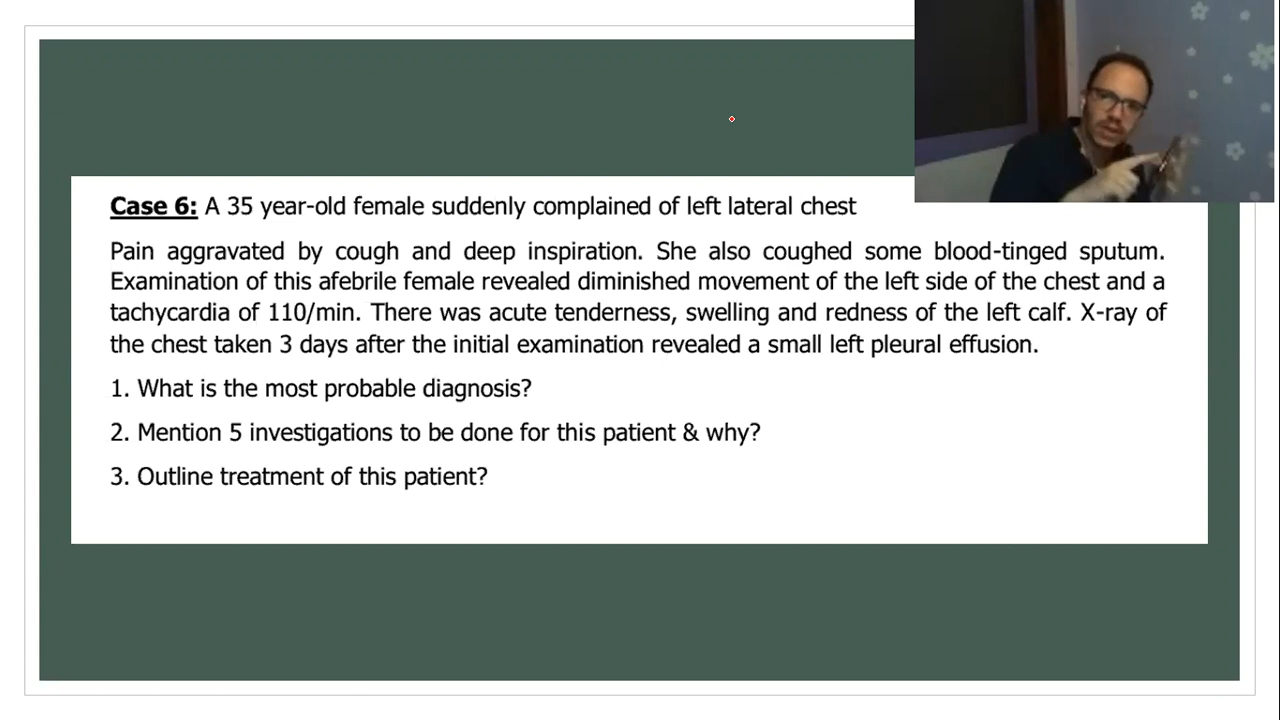 Case 6: A 35 year-old female suddenly complained of left lateral chest
Pain aggravated by cough and deep inspiration. She also coughed some blood-tinged sputum.
Examination of this afebrile female revealed diminished movement of the left side of the chest and a
tachycardia of 110/min. There was acute tenderness, swelling and redness of the left calf. X-ray of
the chest taken 3 days after the initial examination revealed a small left pleural effusion.
1. What is the most probable diagnosis?
2. Mention 5 investigations to be done for this patient & why?
3. Outline treatment of this patient?